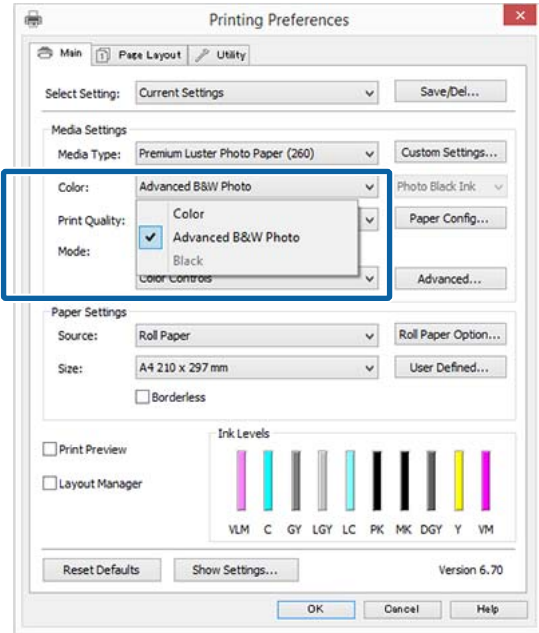 Printing Preferences
Main Page Layout Utility
Select Setting: Current Settings Save/Del...
Media Settings
Media Type: Premium Luster Photo Paper (260) Custom Settings...
Color: Advanced B&W Photo Photo Black Ink
Print Quality: Color Paper Config...
Advanced B&W Photo
Mode: Black
Color Controls Advanced...
Paper Settings
Source: Roll Paper Roll Paper Option...
Size: A4 210 x 297 mm User Defined...
Borderless
Ink Levels
Print Preview
Layout Manager
VLM C GY LGY LC PK MK DGY Y VM
Reset Defaults Show Settings... Version 6.70
OK Cancel Help